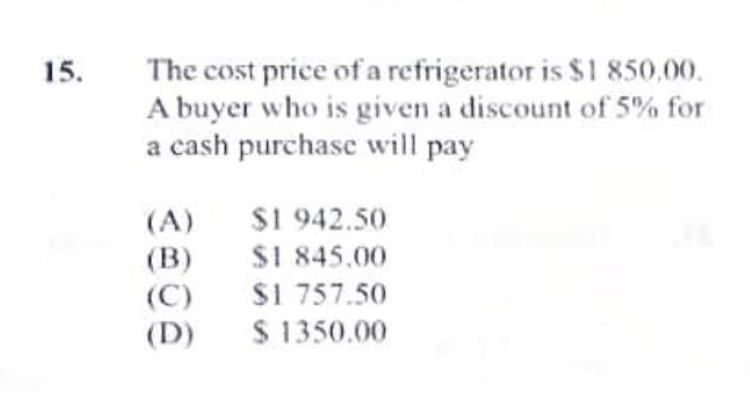 15. The cost price of a refrigerator is $1 850.00.
A buyer who is given a discount of 5% for
a cash purchase will pay
(A) $1 942.50
(B) $1 845.00
(C) $1 757.50
(D) $ 1350.00